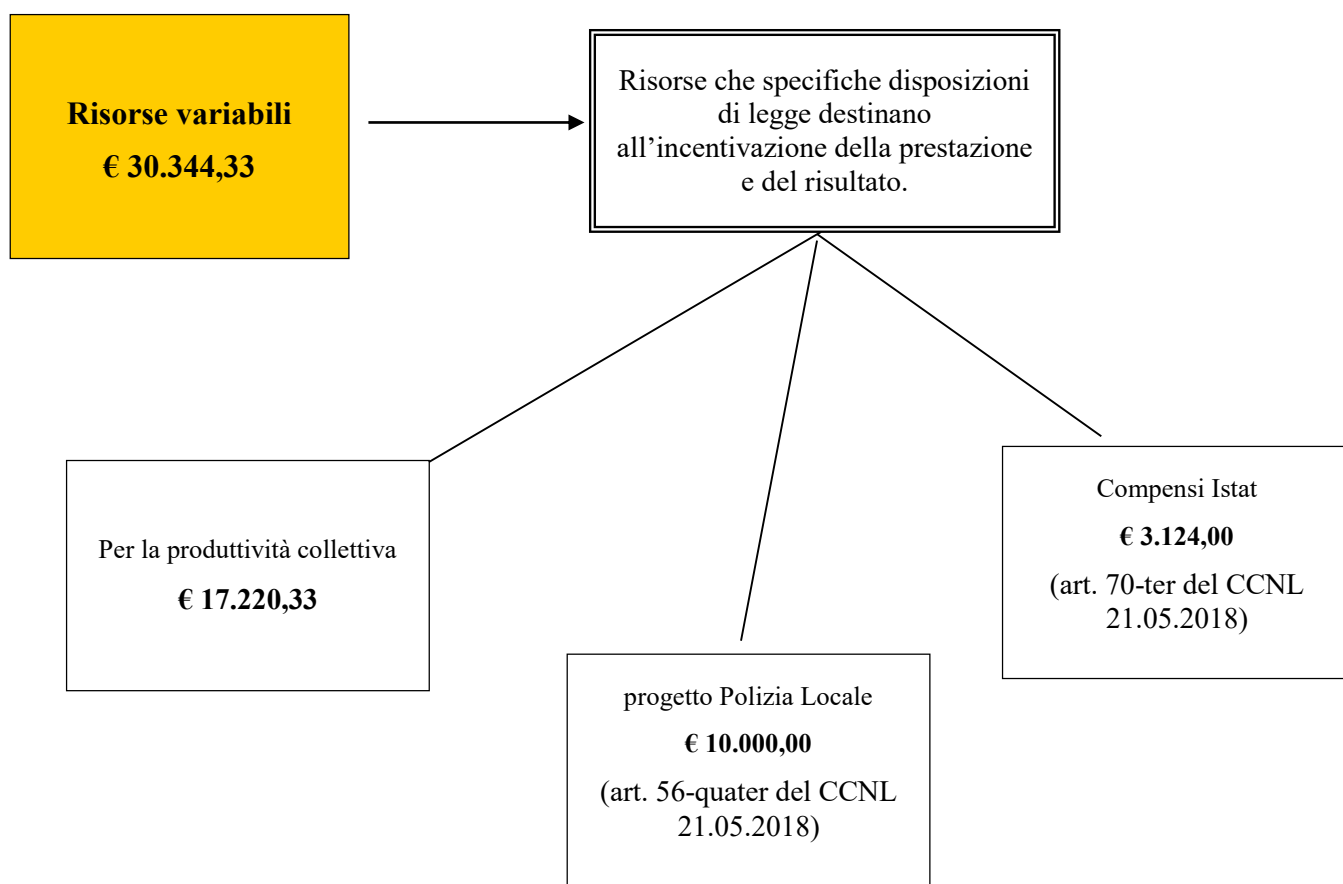 Risorse variabili
€ 30.344,33
Risorse che specifiche disposizioni
di legge destinano
all’incentivazione della prestazione
e del risultato.
Per la produttività collettiva
€ 17.220,33
progetto Polizia Locale
€ 10.000,00
(art. 56-quater del CCNL
21.05.2018)
Compensi Istat
€ 3.124,00
(art. 70-ter del CCNL
21.05.2018)